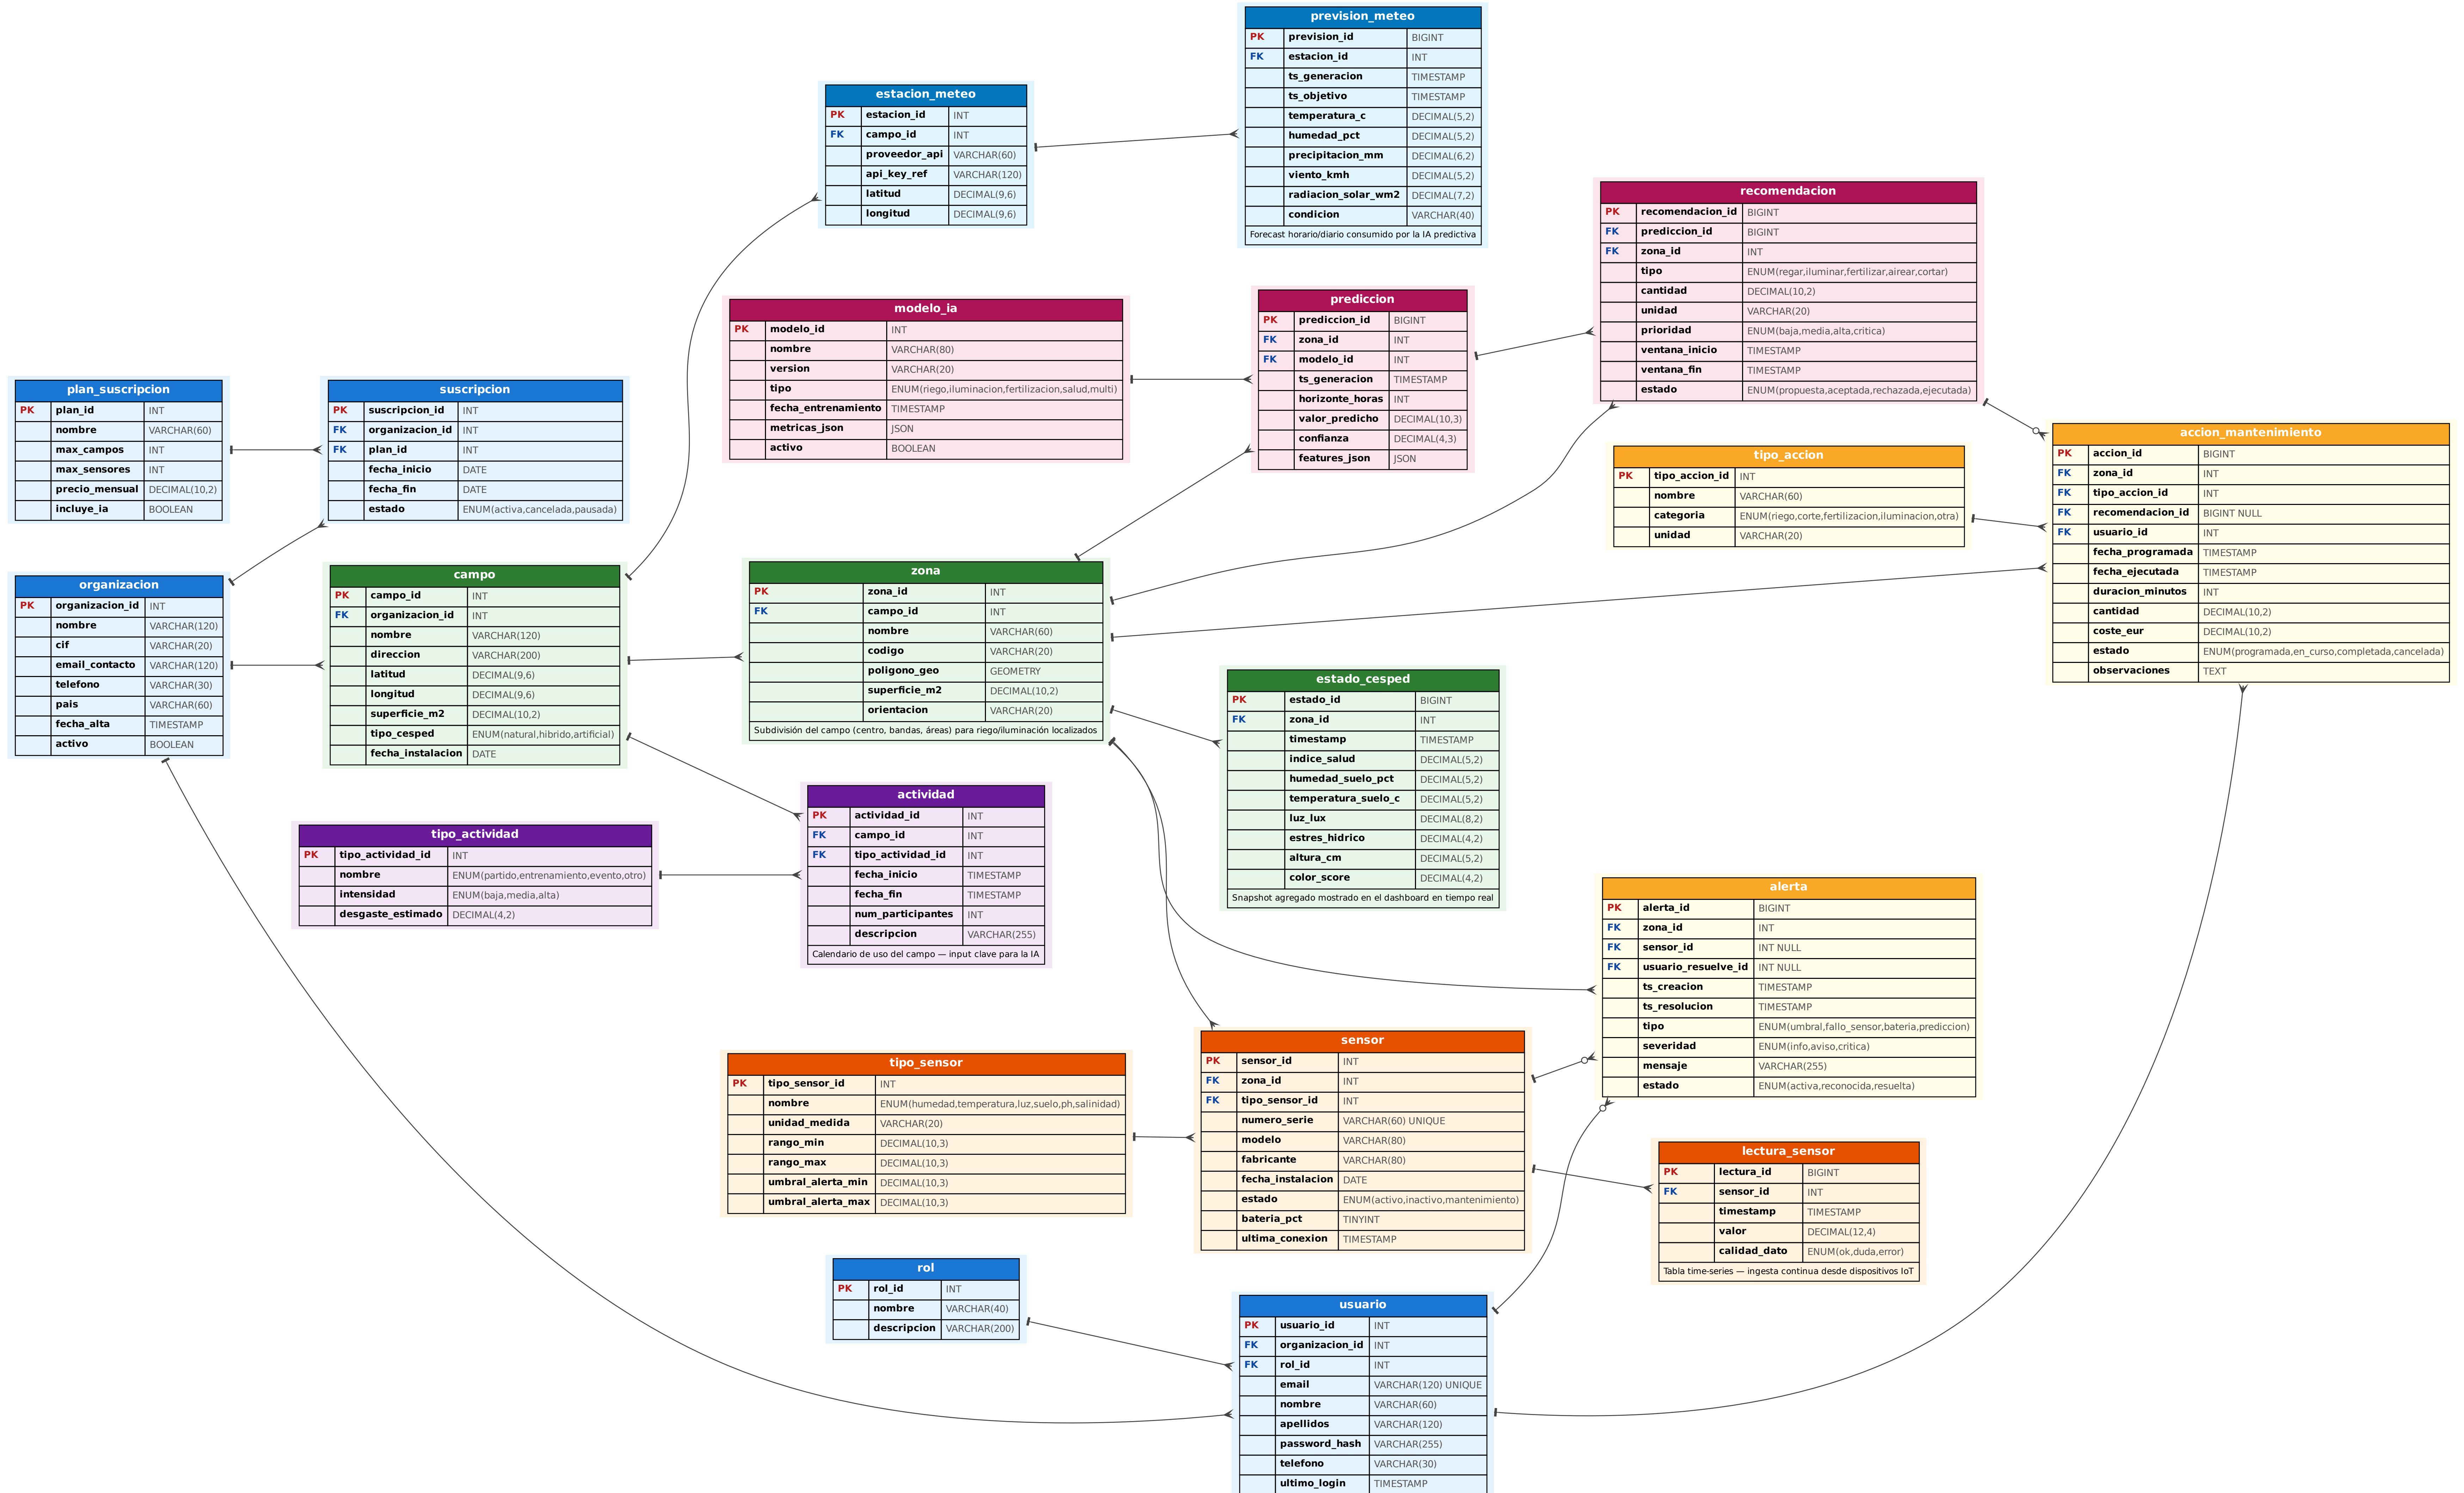 prevision_meteo
PK prevision_id BIGINT
FK estacion_id INT
ts_generacion TIMESTAMP
ts_objetivo TIMESTAMP
temperatura_c DECIMAL(5,2)
humedad_pct DECIMAL(5,2)
precipitacion_mm DECIMAL(6,2)
viento_kmh DECIMAL(5,2)
radiacion_solar_wm2 DECIMAL(7,2)
condicion VARCHAR(40)
Forecast horario/diario consumido por la IA predictiva
estacion_meteo
PK estacion_id INT
FK campo_id INT
proveedor_api VARCHAR(60)
api_key_ref VARCHAR(120)
latitud DECIMAL(9,6)
longitud DECIMAL(9,6)
recomendacion
PK recomendacion_id BIGINT
FK prediccion_id BIGINT
FK zona_id INT
tipo ENUM(regar,iluminar,fertilizar,airear,cortar)
cantidad DECIMAL(10,2)
unidad VARCHAR(20)
prioridad ENUM(baja,media,alta,critica)
ventana_inicio TIMESTAMP
ventana_fin TIMESTAMP
estado ENUM(propuesta,aceptada,rechazada,ejecutada)
modelo_ia
PK modelo_id INT
nombre VARCHAR(80)
version VARCHAR(20)
tipo ENUM(riego,iluminacion,fertilizacion,salud,multi)
fecha_entrenamiento TIMESTAMP
metricas_json JSON
activo BOOLEAN
prediccion
PK prediccion_id BIGINT
FK zona_id INT
FK modelo_id INT
ts_generacion TIMESTAMP
horizonte_horas INT
valor_predicho DECIMAL(10,3)
confianza DECIMAL(4,3)
features_json JSON
plan_suscripcion
PK plan_id INT
nombre VARCHAR(60)
max_campos INT
max_sensores INT
precio_mensual DECIMAL(10,2)
incluye_ia BOOLEAN
suscripcion
PK suscripcion_id INT
FK organizacion_id INT
FK plan_id INT
fecha_inicio DATE
fecha_fin DATE
estado ENUM(activa,cancelada,pausada)
tipo_accion
PK tipo_accion_id INT
nombre VARCHAR(60)
categoria ENUM(riego,corte,fertilizacion,iluminacion,otra)
unidad VARCHAR(20)
accion_mantenimiento
PK accion_id BIGINT
FK zona_id INT
FK tipo_accion_id INT
FK recomendacion_id BIGINT NULL
FK usuario_id INT
fecha_programada TIMESTAMP
fecha_ejecutada TIMESTAMP
duracion_minutos INT
cantidad DECIMAL(10,2)
coste_eur DECIMAL(10,2)
estado ENUM(programada,en_curso,completada,cancelada)
observaciones TEXT
organizacion
PK organizacion_id INT
nombre VARCHAR(120)
cif VARCHAR(20)
email_contacto VARCHAR(120)
telefono VARCHAR(30)
pais VARCHAR(60)
fecha_alta TIMESTAMP
activo BOOLEAN
campo
PK campo_id INT
FK organizacion_id INT
nombre VARCHAR(120)
direccion VARCHAR(200)
latitud DECIMAL(9,6)
longitud DECIMAL(9,6)
superficie_m2 DECIMAL(10,2)
tipo_cesped ENUM(natural,hibrido,artificial)
fecha_instalacion DATE
zona
PK zona_id INT
FK campo_id INT
nombre VARCHAR(60)
codigo VARCHAR(20)
poligono_geo GEOMETRY
superficie_m2 DECIMAL(10,2)
orientacion VARCHAR(20)
Subdivisión del campo (centro, bandas, áreas) para riego/iluminación localizados
estado_cesped
PK estado_id BIGINT
FK zona_id INT
timestamp TIMESTAMP
indice_salud DECIMAL(5,2)
humedad_suelo_pct DECIMAL(5,2)
temperatura_suelo_c DECIMAL(5,2)
luz_lux DECIMAL(8,2)
estres_hidrico DECIMAL(4,2)
altura_cm DECIMAL(5,2)
color_score DECIMAL(4,2)
Snapshot agregado mostrado en el dashboard en tiempo real
tipo_actividad
PK tipo_actividad_id INT
nombre ENUM(partido,entrenamiento,evento,otro)
intensidad ENUM(baja,media,alta)
desgaste_estimado DECIMAL(4,2)
actividad
PK actividad_id INT
FK campo_id INT
FK tipo_actividad_id INT
fecha_inicio TIMESTAMP
fecha_fin TIMESTAMP
num_participantes INT
descripcion VARCHAR(255)
Calendario de uso del campo — input clave para la IA
alerta
PK alerta_id BIGINT
FK zona_id INT
FK sensor_id INT NULL
FK usuario_resuelve_id INT NULL
ts_creacion TIMESTAMP
ts_resolucion TIMESTAMP
tipo ENUM(umbral,fallo_sensor,bateria,prediccion)
severidad ENUM(info,aviso,critica)
mensaje VARCHAR(255)
estado ENUM(activa,reconocida,resuelta)
tipo_sensor
PK tipo_sensor_id INT
nombre ENUM(humedad,temperatura,luz,suelo,ph,salinidad)
unidad_medida VARCHAR(20)
rango_min DECIMAL(10,3)
rango_max DECIMAL(10,3)
umbral_alerta_min DECIMAL(10,3)
umbral_alerta_max DECIMAL(10,3)
sensor
PK sensor_id INT
FK zona_id INT
FK tipo_sensor_id INT
numero_serie VARCHAR(60) UNIQUE
modelo VARCHAR(80)
fabricante VARCHAR(80)
fecha_instalacion DATE
estado ENUM(activo,inactivo,mantenimiento)
bateria_pct TINYINT
ultima_conexion TIMESTAMP
lectura_sensor
PK lectura_id BIGINT
FK sensor_id INT
timestamp TIMESTAMP
valor DECIMAL(12,4)
calidad_dato ENUM(ok,duda,error)
Tabla time-series — ingesta continua desde dispositivos IoT
rol
PK rol_id INT
nombre VARCHAR(40)
descripcion VARCHAR(200)
usuario
PK usuario_id INT
FK organizacion_id INT
FK rol_id INT
email VARCHAR(120) UNIQUE
nombre VARCHAR(60)
apellidos VARCHAR(120)
password_hash VARCHAR(255)
telefono VARCHAR(30)
ultimo_login TIMESTAMP